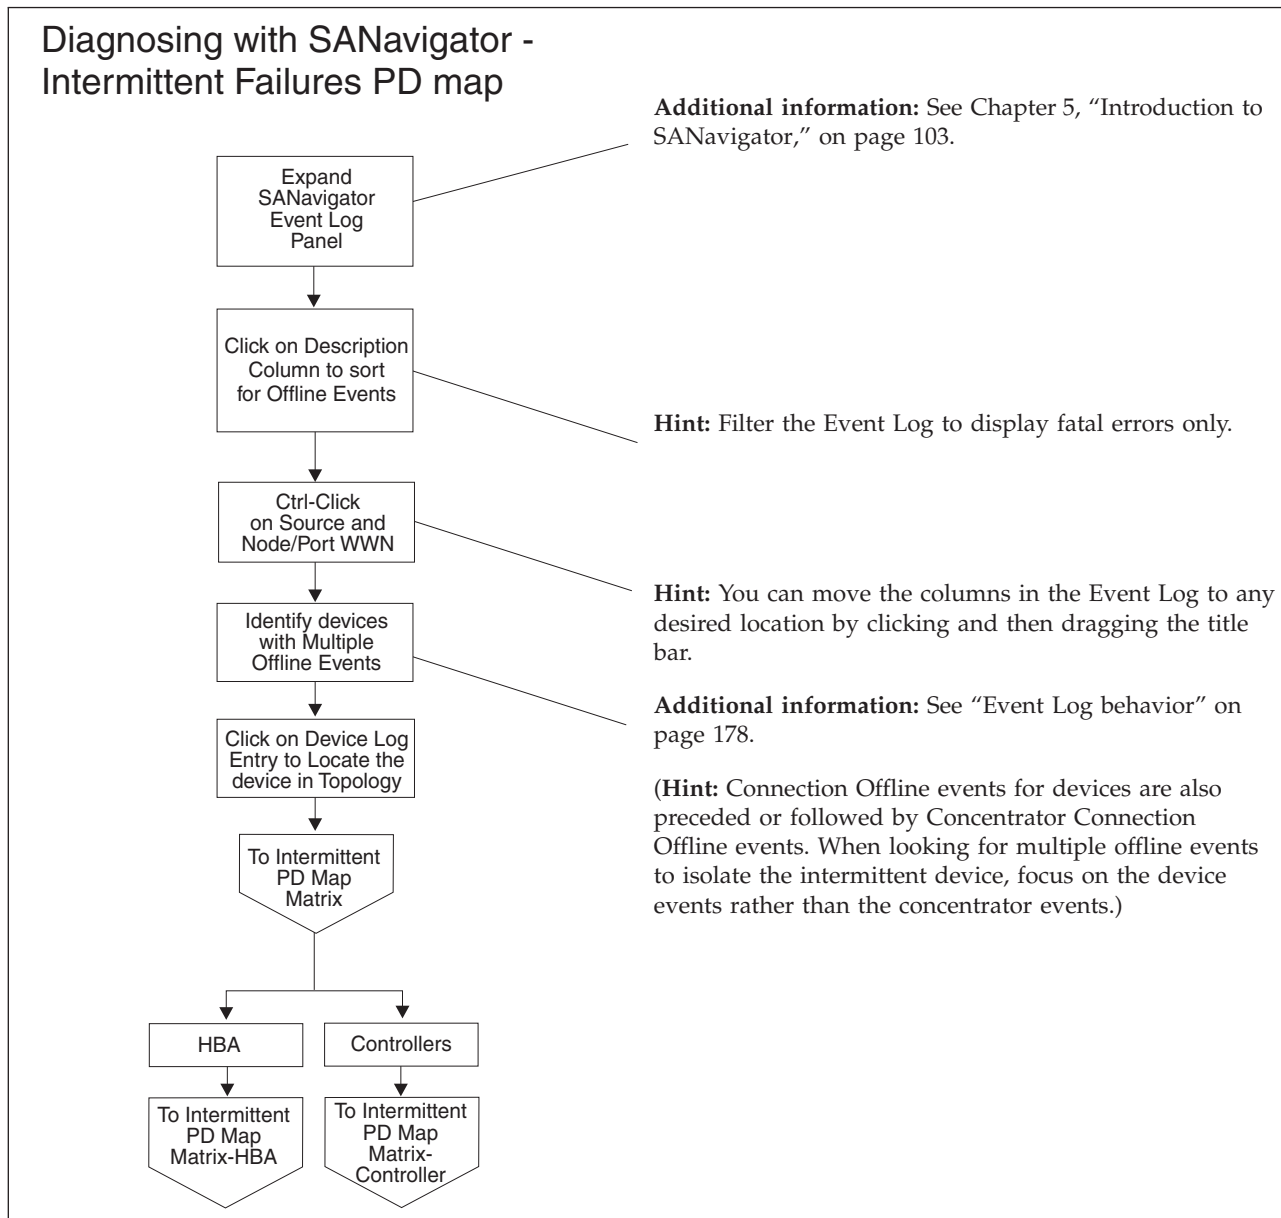 Diagnosing with SANavigator -
Intermittent Failures PD map
Additional information: See Chapter 5, “Introduction to
SANavigator,” on page 103.
Expand
SANavigator
Event Log
Panel
Click on Description
Column to sort
for Offline Events
Hint: Filter the Event Log to display fatal errors only.
Ctrl-Click
on Source and
Node/Port WWN
Hint: You can move the columns in the Event Log to any
desired location by clicking and then dragging the title
bar.
Identify devices
with Multiple
Offline Events
Additional information: See “Event Log behavior” on
page 178.
(Hint: Connection Offline events for devices are also
preceded or followed by Concentrator Connection
Offline events. When looking for multiple offline events
to isolate the intermittent device, focus on the device
events rather than the concentrator events.)
Click on Device Log
Entry to Locate the
device in Topology
To Intermittent
PD Map
Matrix
HBA
Controllers
To Intermittent
PD Map
Matrix-HBA
To Intermittent
PD Map
Matrix-
Controller